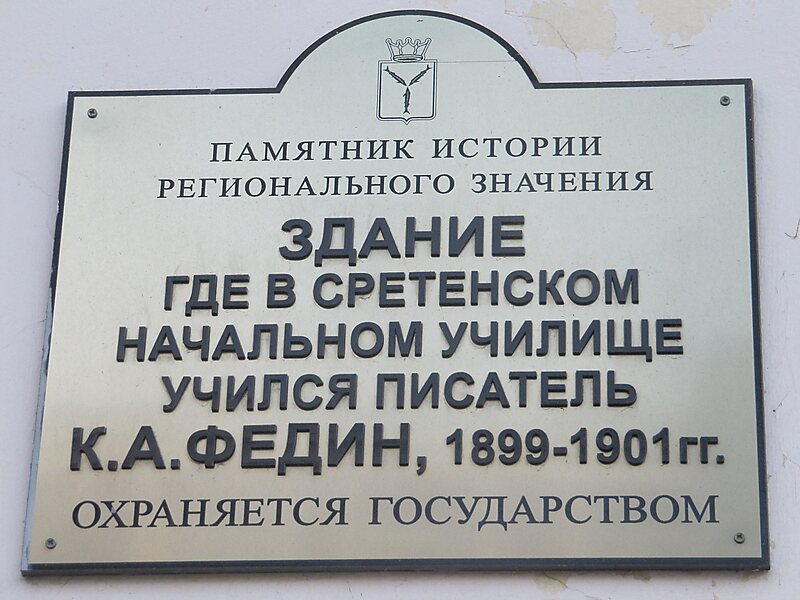 ПАМЯТНИК ИСТОРИИ
РЕГИОНАЛЬНОГО ЗНАЧЕНИЯ
ЗДАНИЕ
ГДЕ В СРЕТЕНСКОМ
НАЧАЛЬНОМ УЧИЛИЩЕ
УЧИЛСЯ ПИСАТЕЛЬ
К.А.ФЕДИН, 1899-1901гг.
ОХРАНЯЕТСЯ ГОСУДАРСТВОМ